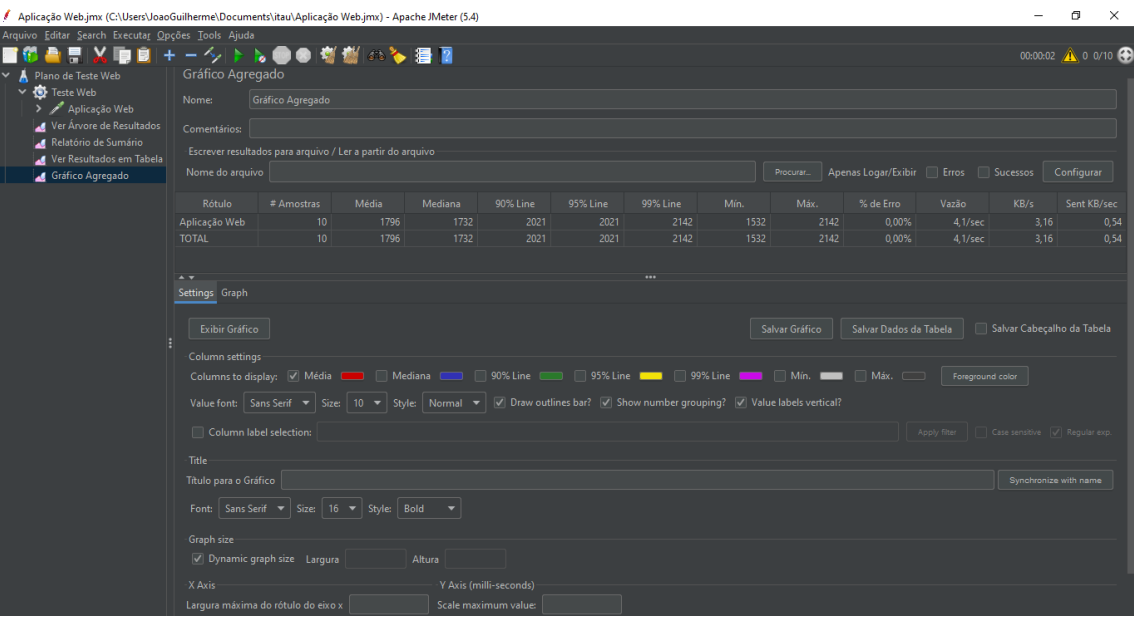 Aplicação Web.jmx (C:\Users\JoaoGuilherme\Documents\itau\Aplicação Web.jmx) - Apache JMeter (5.4)
Arquivo Editar Search Executar Opções Tools Ajuda
00:00:02 0 0/10
Plano de Teste Web
Teste Web
Aplicação Web
Ver Árvore de Resultados
Relatório de Sumário
Ver Resultados em Tabela
Gráfico Agregado
Gráfico Agregado
Nome: Gráfico Agregado
Comentários:
Escrever resultados para arquivo / Ler a partir do arquivo
Nome do arquivo Procurar... Apenas Logar/Exibir Erros Sucessos Configurar
Rótulo # Amostras Média Mediana 90% Line 95% Line 99% Line Mín. Máx. % de Erro Vazão KB/s Sent KB/sec
Aplicação Web 10 1796 1732 2021 2021 2142 1532 2142 0,00% 4,1/sec 3,16 0,54
TOTAL 10 1796 1732 2021 2021 2142 1532 2142 0,00% 4,1/sec 3,16 0,54
Settings Graph
Exibir Gráfico Salvar Gráfico Salvar Dados da Tabela Salvar Cabeçalho da Tabela
Column settings
Columns to display: Média Mediana 90% Line 95% Line 99% Line Mín. Máx. Foreground color
Value font: Sans Serif Size: 10 Style: Normal Draw outlines bar? Show number grouping? Value labels vertical?
Column label selection: Apply filter Case sensitive Regular exp.
Title
Título para o Gráfico Synchronize with name
Font: Sans Serif Size: 16 Style: Bold
Graph size
Dynamic graph size Largura Altura
X Axis Y Axis (milli-seconds)
Largura máxima do rótulo do eixo x Scale maximum value: